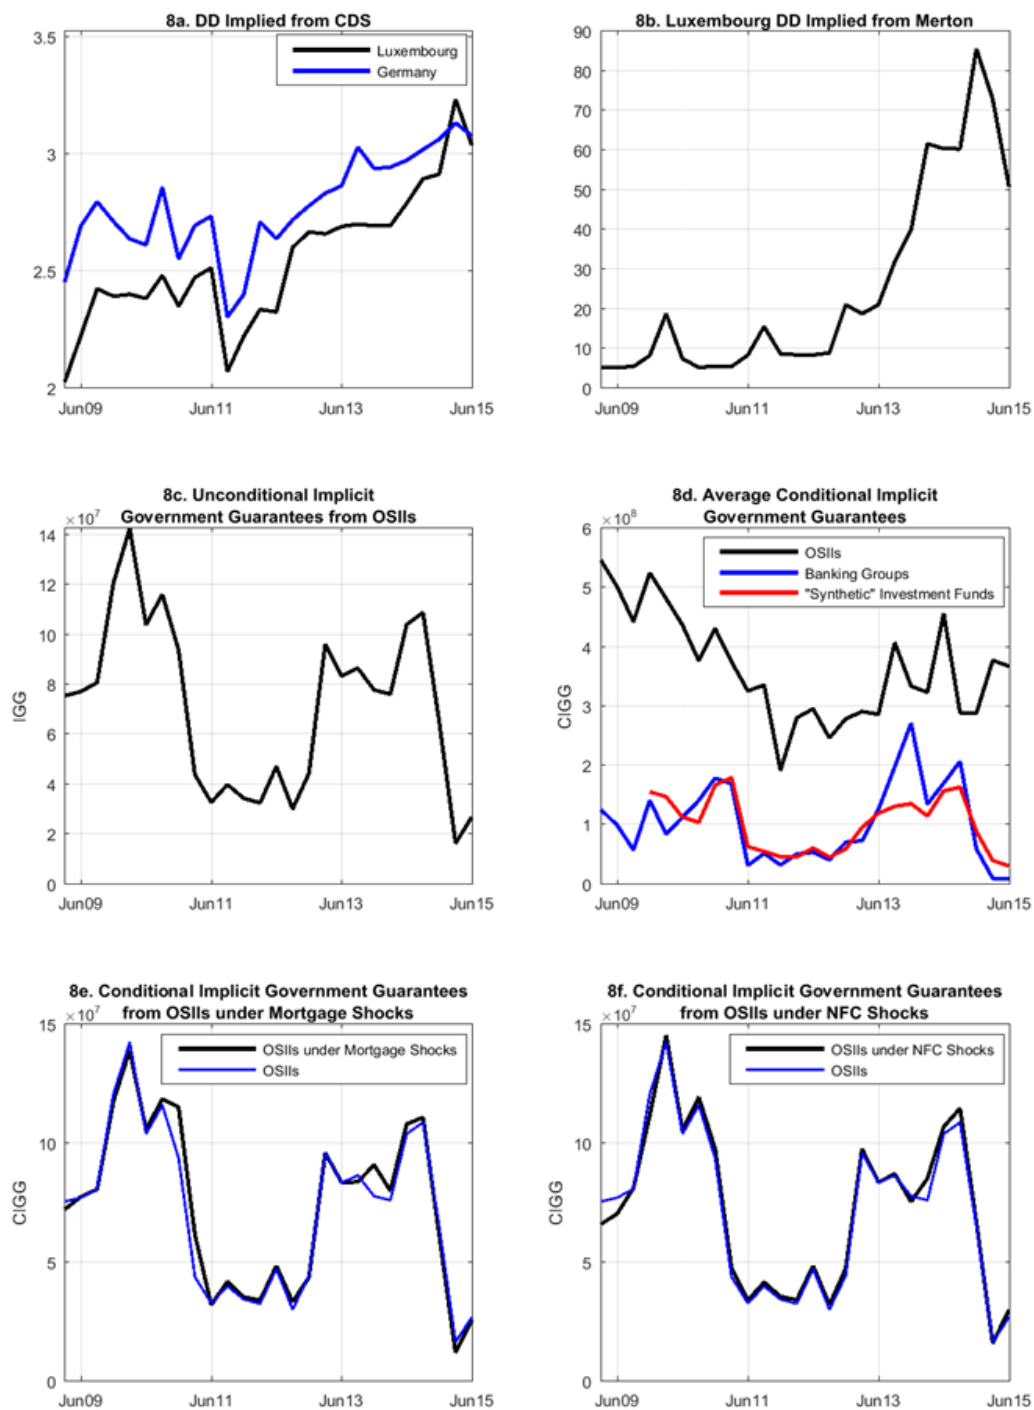 8a. DD Implied from CDS
3.5
3
2.5
2
Luxembourg
Germany
Jun09 Jun11 Jun13 Jun15
8b. Luxembourg DD Implied from Merton
90
80
70
60
50
40
30
20
10
0
Jun09 Jun11 Jun13 Jun15
8c. Unconditional Implicit
Government Guarantees from OSIIs
×10^7
14
12
10
8
6
4
2
0
IGG
Jun09 Jun11 Jun13 Jun15
8d. Average Conditional Implicit
Government Guarantees
×10^8
6
5
4
3
2
1
0
CIGG
OSIIs
Banking Groups
"Synthetic" Investment Funds
Jun09 Jun11 Jun13 Jun15
8e. Conditional Implicit Government Guarantees
from OSIIs under Mortgage Shocks
×10^7
15
10
5
0
CIGG
OSIIs under Mortgage Shocks
OSIIs
Jun09 Jun11 Jun13 Jun15
8f. Conditional Implicit Government Guarantees
from OSIIs under NFC Shocks
×10^7
15
10
5
0
CIGG
OSIIs under NFC Shocks
OSIIs
Jun09 Jun11 Jun13 Jun15